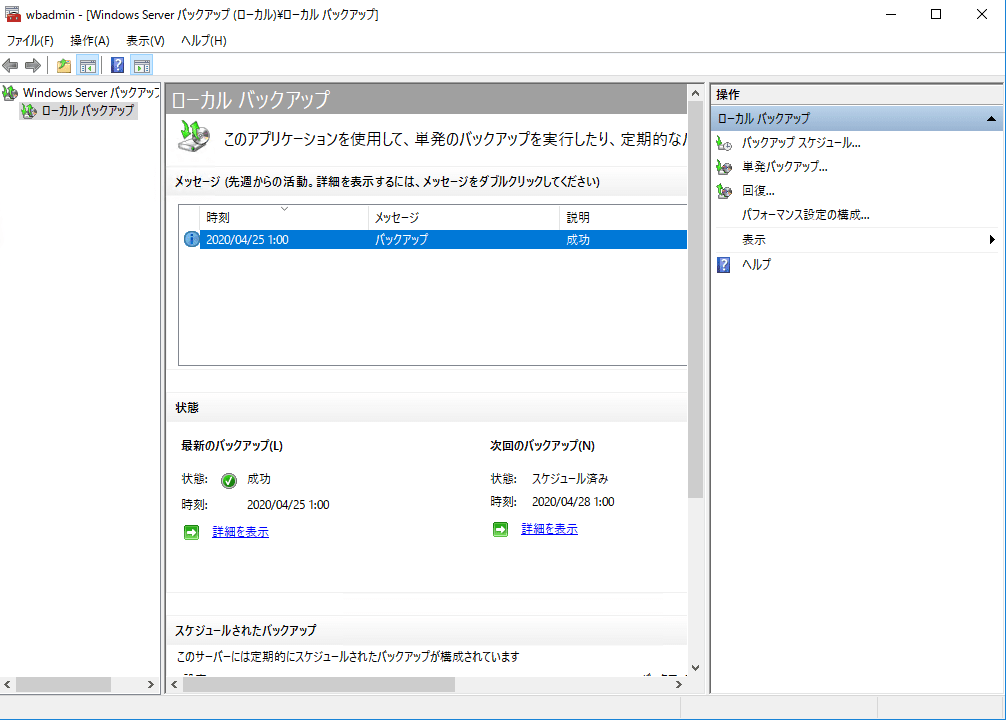 wbadmin - [Windows Server バックアップ (ローカル)¥ローカル バックアップ]
ファイル(F) 操作(A) 表示(V) ヘルプ(H)
Windows Server バックアップ
ローカル バックアップ
ローカル バックアップ
このアプリケーションを使用して、単発のバックアップを実行したり、定期的な
メッセージ (先週からの活動。詳細を表示するには、メッセージをダブルクリックしてください)
時刻 メッセージ 説明
2020/04/25 1:00 バックアップ 成功
状態
最新のバックアップ(L)
状態: 成功
時刻: 2020/04/25 1:00
詳細を表示
次回のバックアップ(N)
状態: スケジュール済み
時刻: 2020/04/28 1:00
詳細を表示
スケジュールされたバックアップ
このサーバーには定期的にスケジュールされたバックアップが構成されています
操作
ローカル バックアップ
バックアップ スケジュール...
単発バックアップ...
回復...
パフォーマンス設定の構成...
表示
ヘルプ